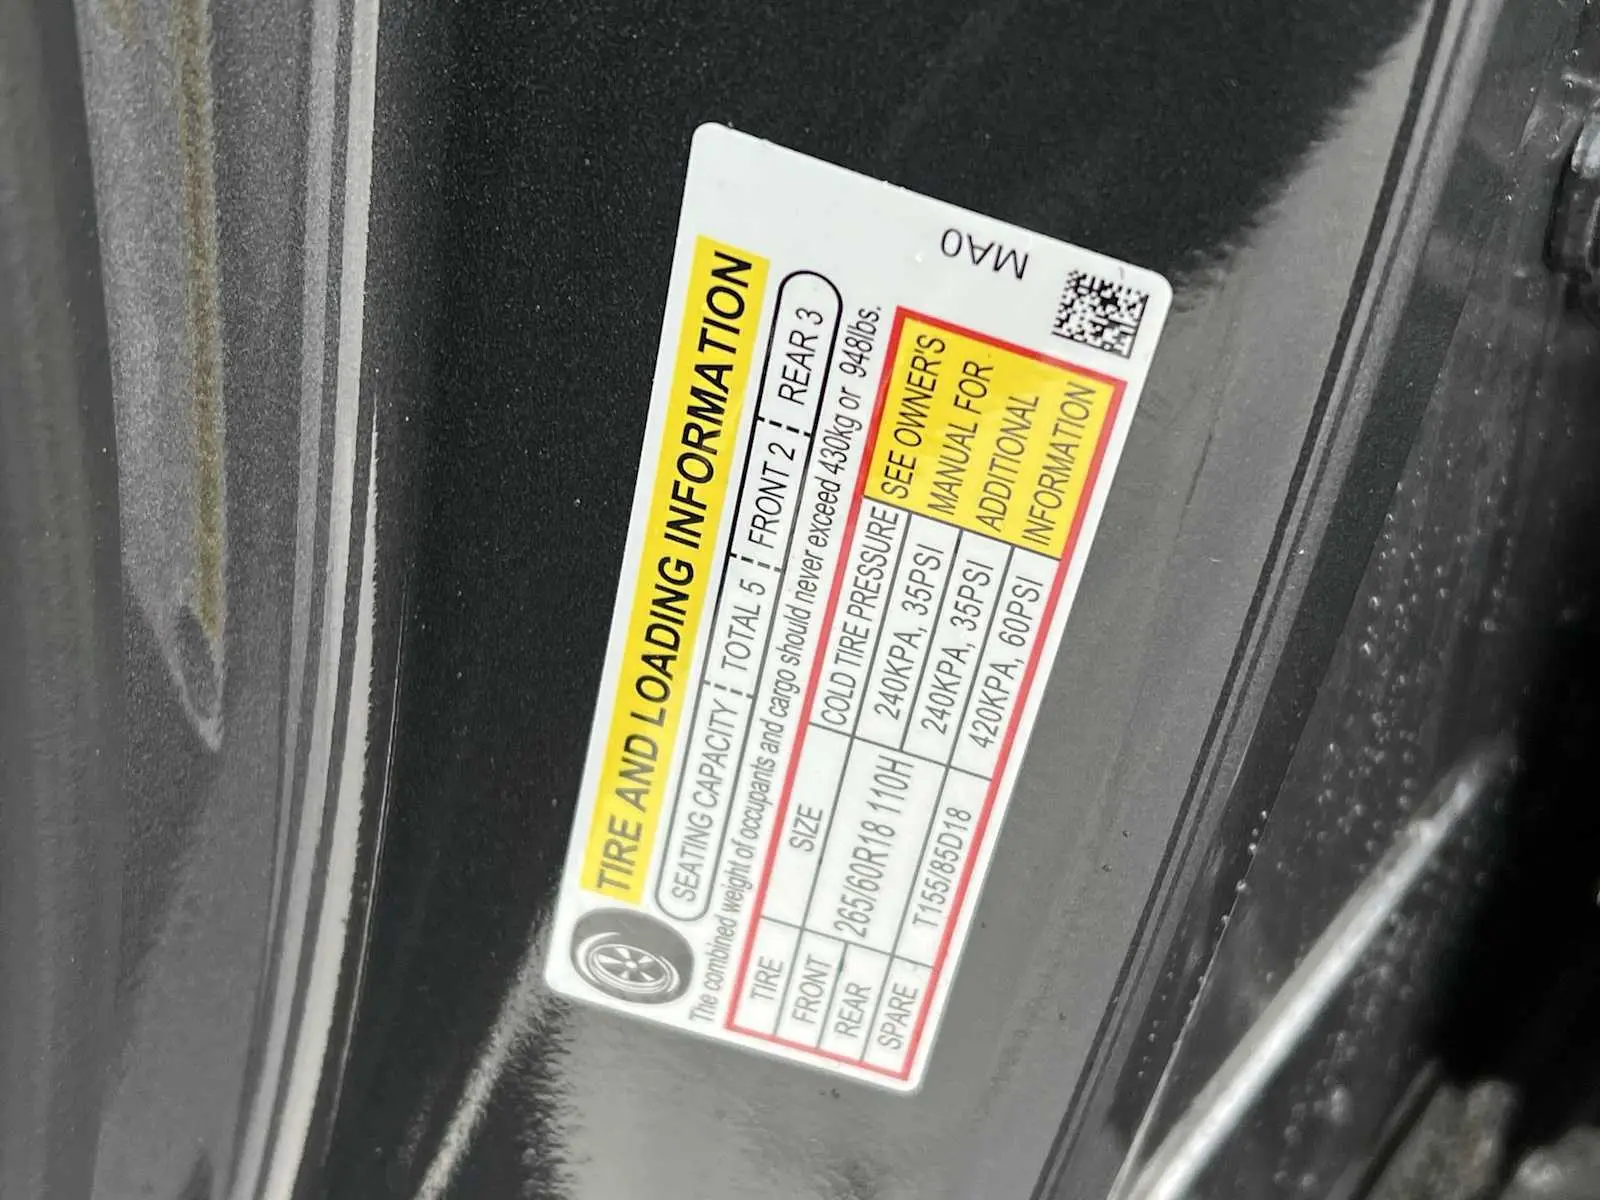 TIRE AND LOADING INFORMATION
SEATING CAPACITY TOTAL 5 FRONT 2 REAR 3
The combined weight of occupants and cargo should never exceed 430kg or 948lbs.
TIRE SIZE COLD TIRE PRESSURE SEE OWNER'S
FRONT 265/60R18 110H 240KPA, 35PSI MANUAL FOR
REAR 240KPA, 35PSI ADDITIONAL
SPARE T155/85D18 420KPA, 60PSI INFORMATION
MA0